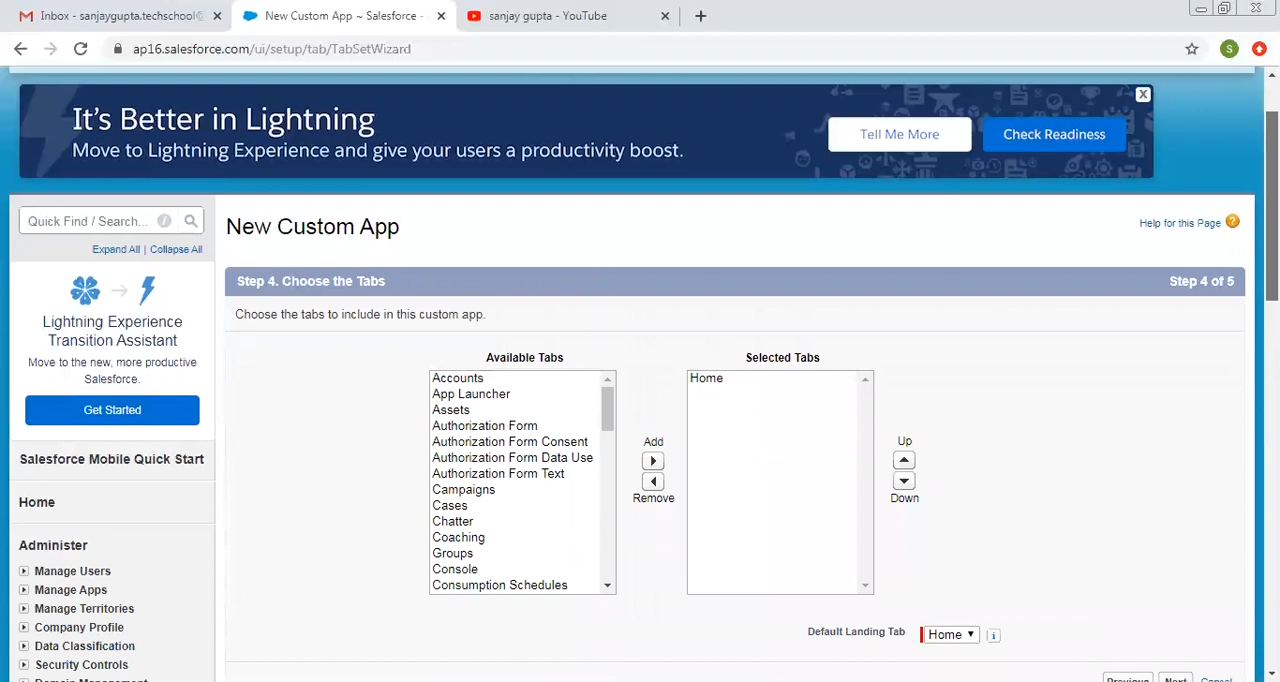 Inbox - sanjaygupta.techschool@
New Custom App ~ Salesforce -
sanjay gupta - YouTube
ap16.salesforce.com/ui/setup/tab/TabSetWizard
S
It's Better in Lightning
Move to Lightning Experience and give your users a productivity boost.
Tell Me More
Check Readiness
X
Quick Find / Search...
Expand All | Collapse All
Lightning Experience
Transition Assistant
Move to the new, more productive
Salesforce.
Get Started
Salesforce Mobile Quick Start
Home
Administer
Manage Users
Manage Apps
Manage Territories
Company Profile
Data Classification
Security Controls
Domain Management
New Custom App
Help for this Page
Step 4. Choose the Tabs
Step 4 of 5
Choose the tabs to include in this custom app.
Available Tabs
Accounts
App Launcher
Assets
Authorization Form
Authorization Form Consent
Authorization Form Data Use
Authorization Form Text
Campaigns
Cases
Chatter
Coaching
Groups
Console
Consumption Schedules
Add
Remove
Selected Tabs
Home
Up
Down
Default Landing Tab
Home
Previous
Next
Cancel